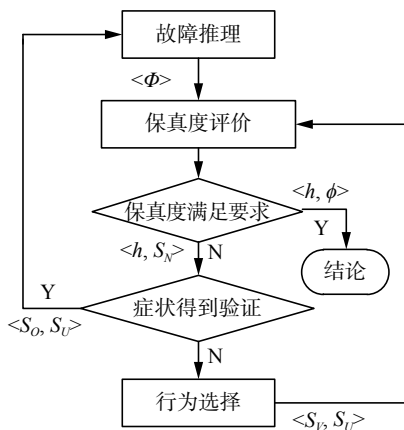 故障推理
<Φ>
保真度评价
保真度满足要求
<h, ϕ>
Y
结论
<h, S_N>
N
症状得到验证
Y
<S_O, S_U>
N
行为选择
<S_V, S_U>